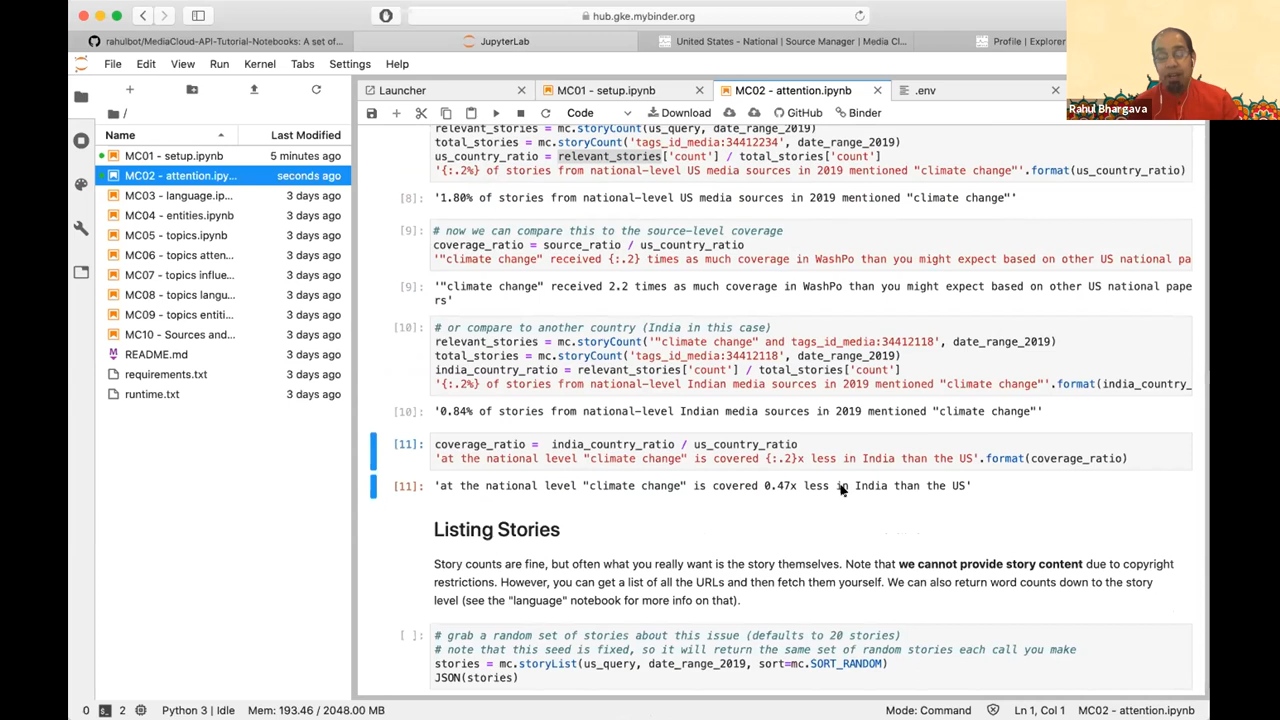 hub.gke.mybinder.org
rahulbot/MediaCloud-API-Tutorial-Notebooks: A set of...
JupyterLab
United States - National | Source Manager | Media Cl...
Profile | Explorer
Rahul Bhargava
File Edit View Run Kernel Tabs Settings Help
Launcher
MC01 - setup.ipynb
MC02 - attention.ipynb
.env
Code
Download
GitHub
Binder
/
Name Last Modified
MC01 - setup.ipynb 5 minutes ago
MC02 - attention.ipy... seconds ago
MC03 - language.ip... 3 days ago
MC04 - entities.ipynb 3 days ago
MC05 - topics.ipynb 3 days ago
MC06 - topics atten... 3 days ago
MC07 - topics influe... 3 days ago
MC08 - topics langu... 3 days ago
MC09 - topics entiti... 3 days ago
MC10 - Sources and... 3 days ago
README.md 3 days ago
requirements.txt 3 days ago
runtime.txt 3 days ago
relevant_stories = mc.storyCount(us_query, date_range_2019)
total_stories = mc.storyCount('tags_id_media:34412234', date_range_2019)
us_country_ratio = relevant_stories['count'] / total_stories['count']
'{:.2%} of stories from national-level US media sources in 2019 mentioned "climate change"'.format(us_country_ratio)
[8]: '1.80% of stories from national-level US media sources in 2019 mentioned "climate change"'
[9]: # now we can compare this to the source-level coverage
coverage_ratio = source_ratio / us_country_ratio
'"climate change" received {:.2} times as much coverage in WashPo than you might expect based on other US national pa
[9]: '"climate change" received 2.2 times as much coverage in WashPo than you might expect based on other US national pape
rs'
[10]: # or compare to another country (India in this case)
relevant_stories = mc.storyCount('"climate change" and tags_id_media:34412118', date_range_2019)
total_stories = mc.storyCount('tags_id_media:34412118', date_range_2019)
india_country_ratio = relevant_stories['count'] / total_stories['count']
'{:.2%} of stories from national-level Indian media sources in 2019 mentioned "climate change"'.format(india_country_
[10]: '0.84% of stories from national-level Indian media sources in 2019 mentioned "climate change"'
[11]: coverage_ratio = india_country_ratio / us_country_ratio
'at the national level "climate change" is covered {:.2}x less in India than the US'.format(coverage_ratio)
[11]: 'at the national level "climate change" is covered 0.47x less in India than the US'
Listing Stories
Story counts are fine, but often what you really want is the story themselves. Note that we cannot provide story content due to copyright
restrictions. However, you can get a list of all the URLs and then fetch them yourself. We can also return word counts down to the story
level (see the "language" notebook for more info on that).
[ ]: # grab a random set of stories about this issue (defaults to 20 stories)
# note that this seed is fixed, so it will return the same set of random stories each call you make
stories = mc.storyList(us_query, date_range_2019, sort=mc.SORT_RANDOM)
JSON(stories)
0 2 Python 3 | Idle Mem: 193.46 / 2048.00 MB Mode: Command Ln 1, Col 1 MC02 - attention.ipynb